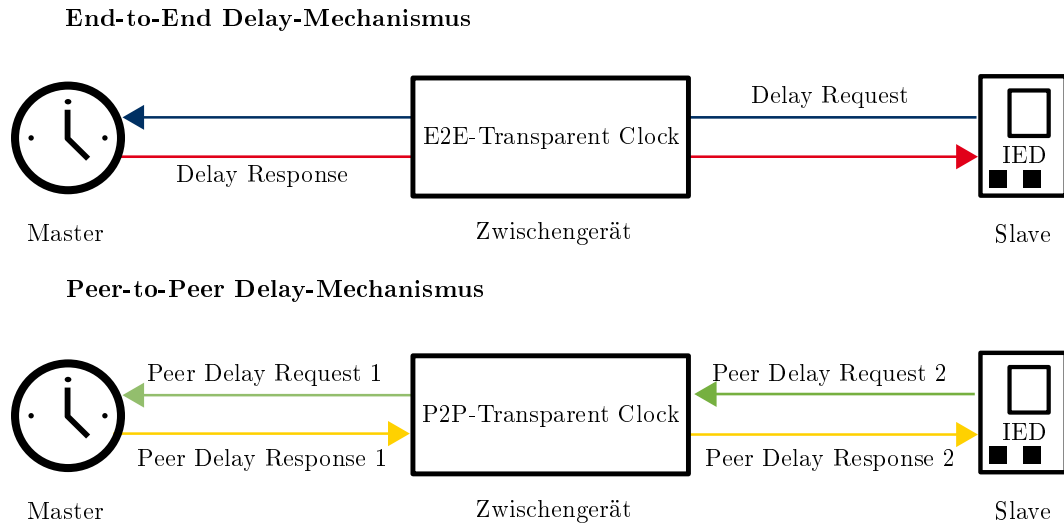 End-to-End Delay-Mechanismus
Delay Request
E2E-Transparent Clock
IED
Delay Response
Master
Zwischengerät
Slave
Peer-to-Peer Delay-Mechanismus
Peer Delay Request 1
Peer Delay Request 2
P2P-Transparent Clock
IED
Peer Delay Response 1
Peer Delay Response 2
Master
Zwischengerät
Slave